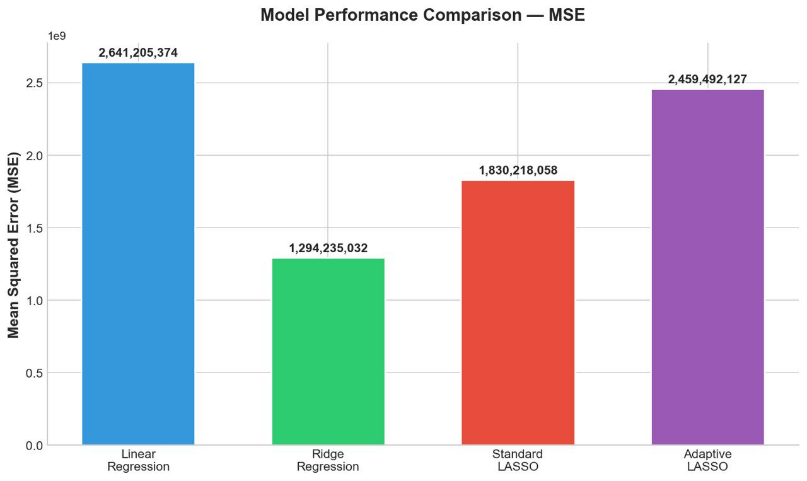 Model Performance Comparison — MSE
1e9
2,641,205,374
2,459,492,127
1,830,218,058
1,294,235,032
Mean Squared Error (MSE)
2.5
2.0
1.5
1.0
0.5
0.0
Linear
Regression
Ridge
Regression
Standard
LASSO
Adaptive
LASSO